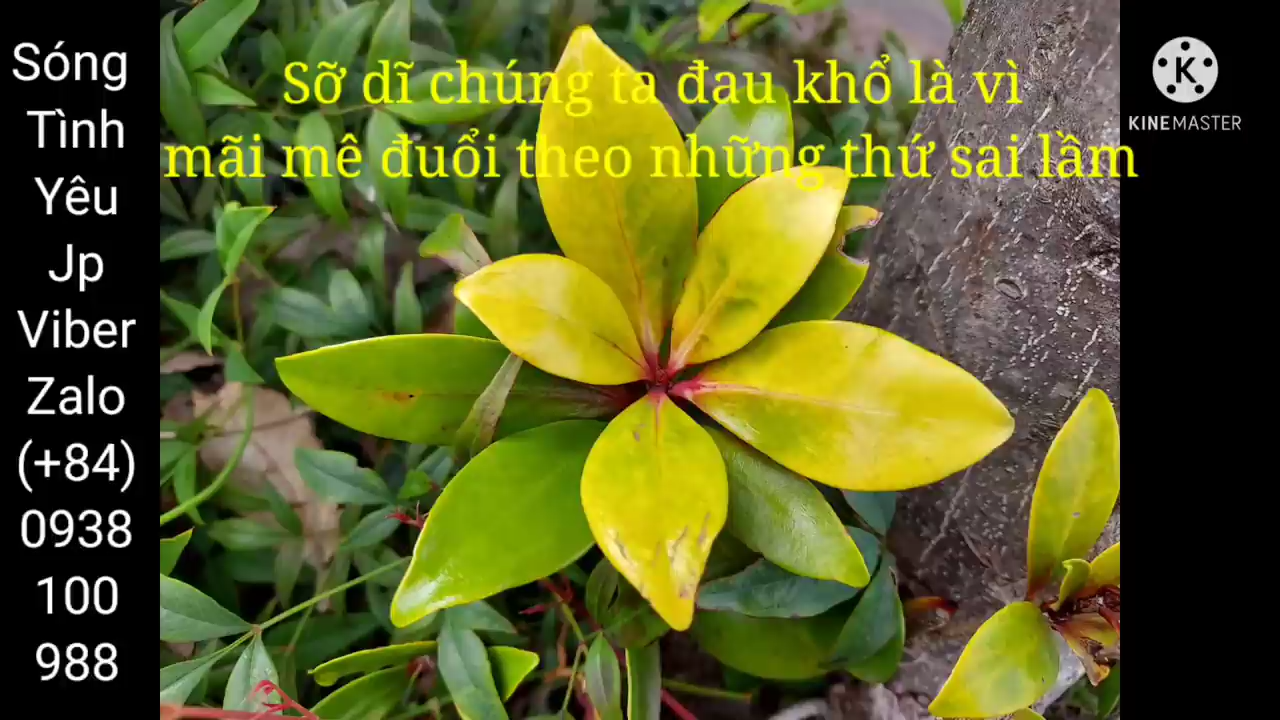 Sóng
Tình
Yêu
Jp
Viber
Zalo
(+84)
0938
100
988
Sỡ dĩ chúng ta đau khổ là vì
mãi mê đuổi theo những thứ sai lầm
K
KINEMASTER